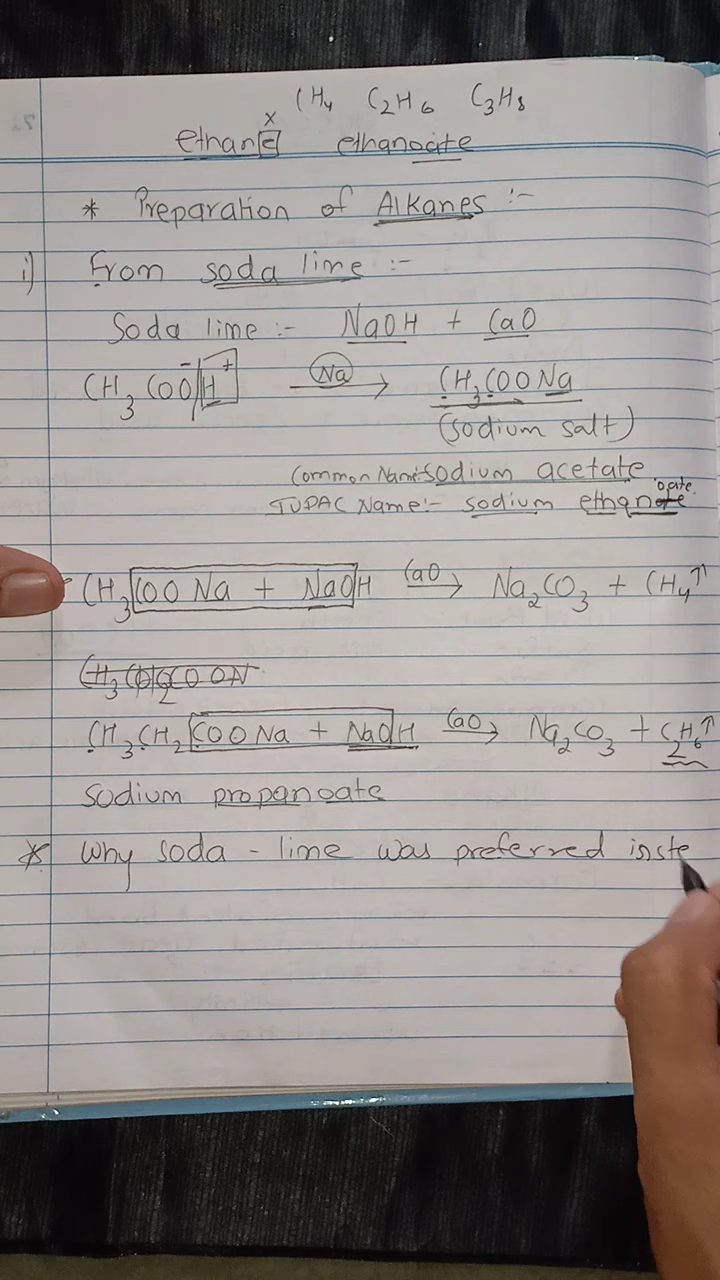 CH4 C2H6 C3H8
x
ethane ethanoate
* Preparation of Alkanes :-
i) From soda lime :-
Soda lime :- NaOH + CaO
CH3COO-|H+ Na → CH3COONa
(sodium salt)
Common Name:- sodium acetate
IUPAC Name:- sodium ethanoate
CH3COONa + NaOH CaO → Na2CO3 + CH4↑
CH3CH2COONa + NaOH CaO → Na2CO3 + C2H6↑
sodium propanoate
* Why soda - lime was preferred inste